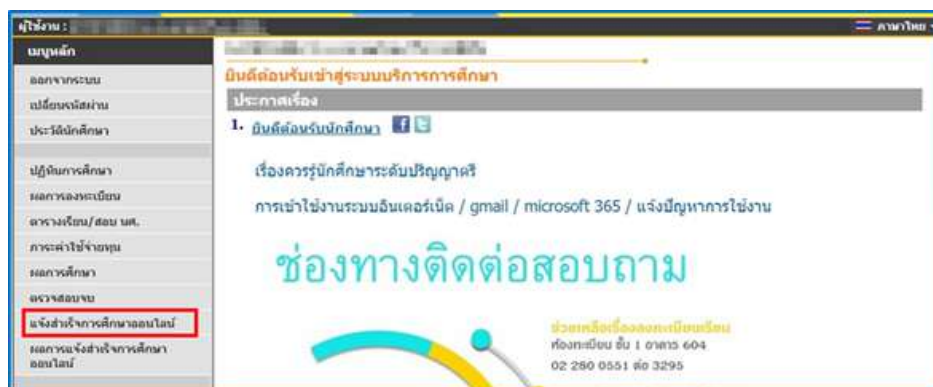 ผู้ใช้งาน :
ภาษาไทย
เมนูหลัก
ออกจากระบบ
เปลี่ยนรหัสผ่าน
ประวัตินักศึกษา
ปฏิทินการศึกษา
ผลการลงทะเบียน
ตารางเรียน/สอบ นศ.
ภาระค่าใช้จ่ายทุน
ผลการศึกษา
ตรวจสอบจบ
แจ้งสำเร็จการศึกษาออนไลน์
ผลการแจ้งสำเร็จการศึกษา
ออนไลน์
ยินดีต้อนรับเข้าสู่ระบบบริการการศึกษา
ประกาศเรื่อง
1. ยินดีต้อนรับนักศึกษา
เรื่องควรรู้นักศึกษาระดับปริญญาตรี
การเข้าใช้งานระบบอินเตอร์เน็ต / gmail / microsoft 365 / แจ้งปัญหาการใช้งาน
ช่องทางติดต่อสอบถาม
ช่วยเหลือเรื่องลงทะเบียนเรียน
ห้องทะเบียน ชั้น 1 อาคาร 604
02 280 0551 ต่อ 3295